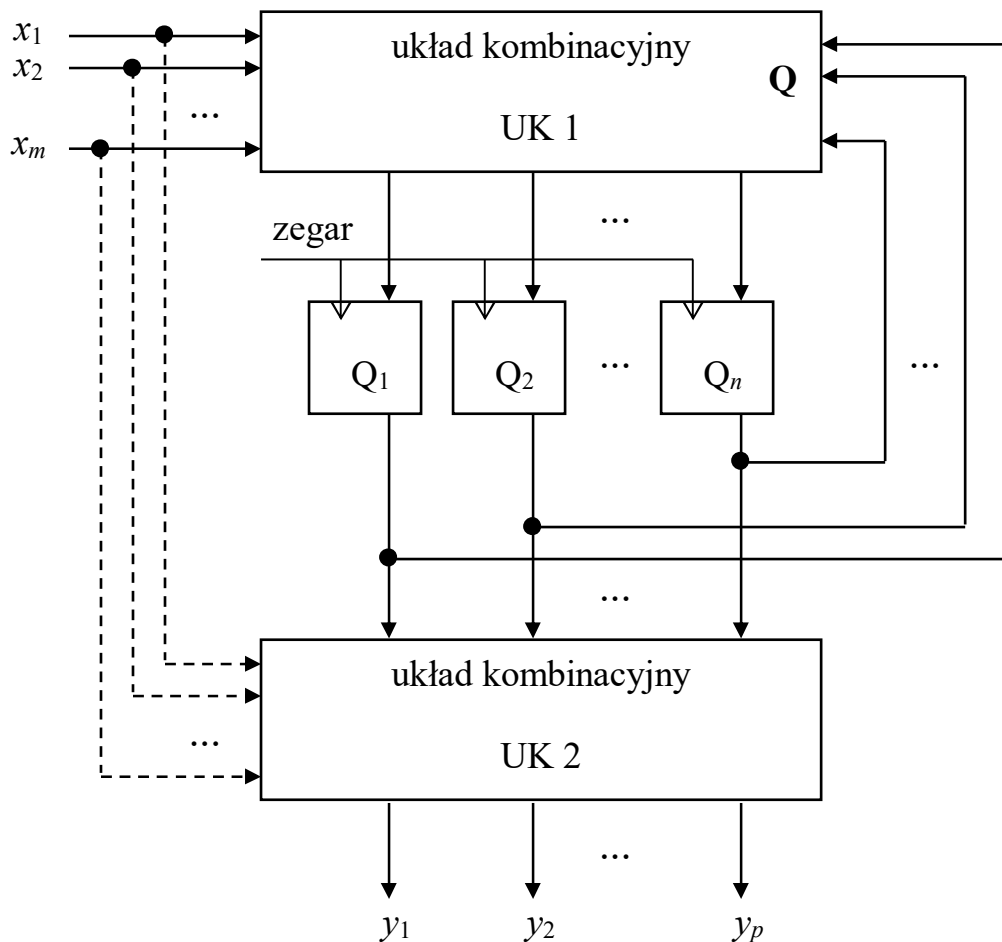 x1
x2
...
xm
układ kombinacyjny
Q
UK 1
...
zegar
Q1
Q2
...
Qn
...
...
układ kombinacyjny
UK 2
...
...
y1
y2
yp